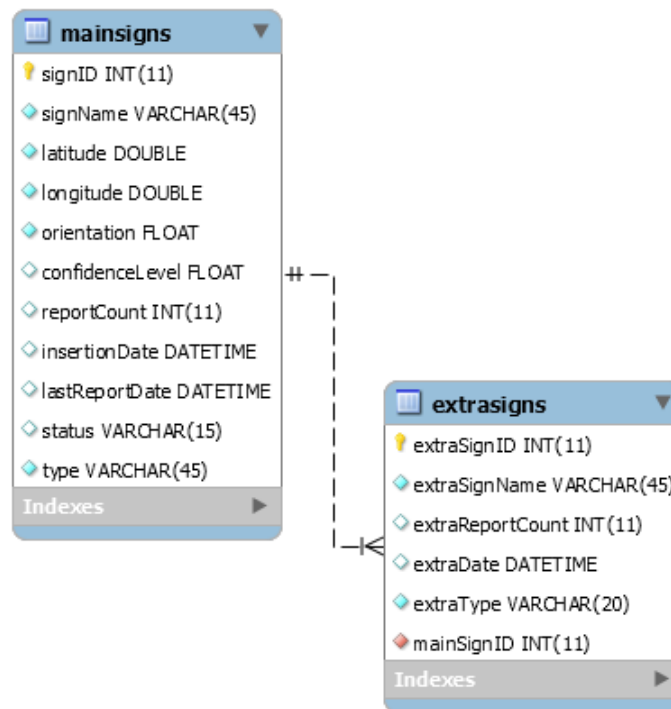 mainsigns
signID INT(11)
signName VARCHAR(45)
latitude DOUBLE
longitude DOUBLE
orientation FLOAT
confidenceLevel FLOAT
reportCount INT(11)
insertionDate DATETIME
lastReportDate DATETIME
status VARCHAR(15)
type VARCHAR(45)
Indexes
extrasigns
extraSignID INT(11)
extraSignName VARCHAR(45)
extraReportCount INT(11)
extraDate DATETIME
extraType VARCHAR(20)
mainSignID INT(11)
Indexes